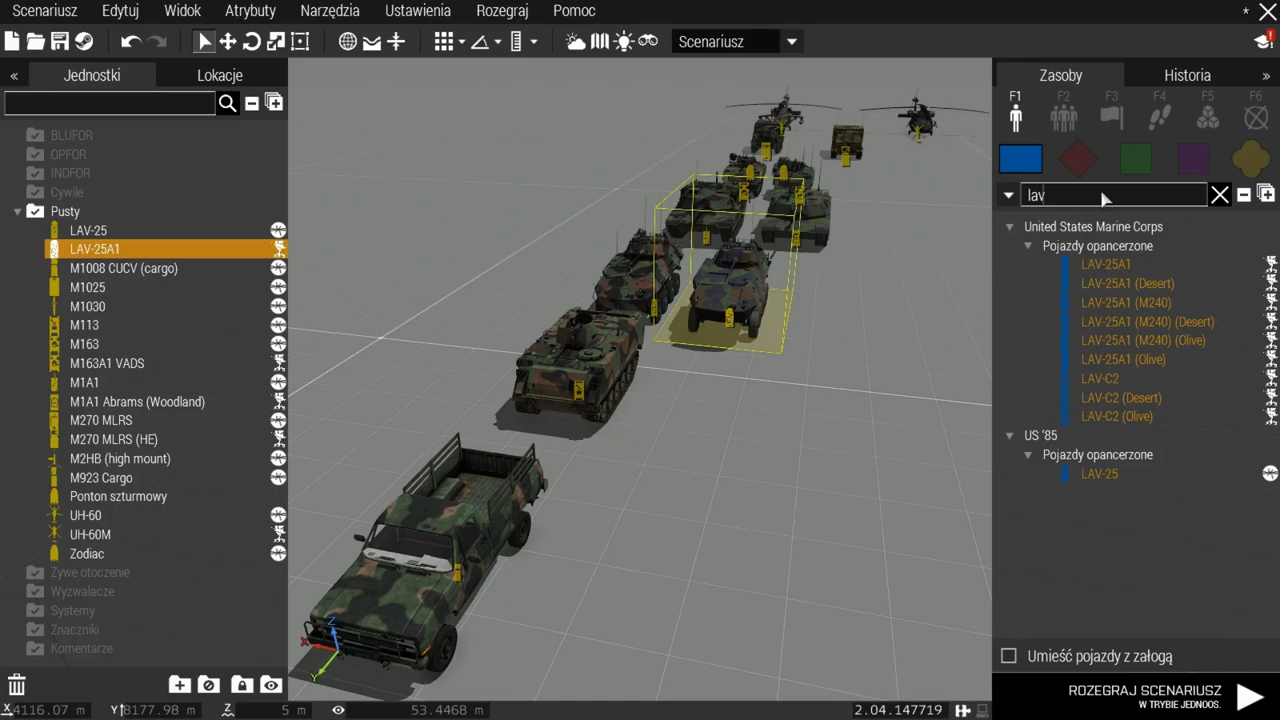 Scenariusz Edytuj Widok Atrybuty Narzędzia Ustawienia Rozegraj Pomoc * 
Scenariusz
« Jednostki Lokacje
Zasoby Historia »
F1 F2 F3 F4 F5 F6
lav
BLUFOR
OPFOR
INDFOR
Cywile
Pusty
LAV-25
LAV-25A1
M1008 CUCV (cargo)
M1025
M1030
M113
M163
M163A1 VADS
M1A1
M1A1 Abrams (Woodland)
M270 MLRS
M270 MLRS (HE)
M2HB (high mount)
M923 Cargo
Ponton szturmowy
UH-60
UH-60M
Zodiac
Żywe otoczenie
Wyzwalacze
Systemy
Znaczniki
Komentarze
United States Marine Corps
Pojazdy opancerzone
LAV-25A1
LAV-25A1 (Desert)
LAV-25A1 (M240)
LAV-25A1 (M240) (Desert)
LAV-25A1 (M240) (Olive)
LAV-25A1 (Olive)
LAV-C2
LAV-C2 (Desert)
LAV-C2 (Olive)
US '85
Pojazdy opancerzone
LAV-25
X
Y
Z
Umieść pojazdy z załogą
ROZEGRAJ SCENARIUSZ
W TRYBIE JEDNOOS.
X 4116.07 m Y 8177.98 m Z 5 m 53.4468 m 2.04.147719